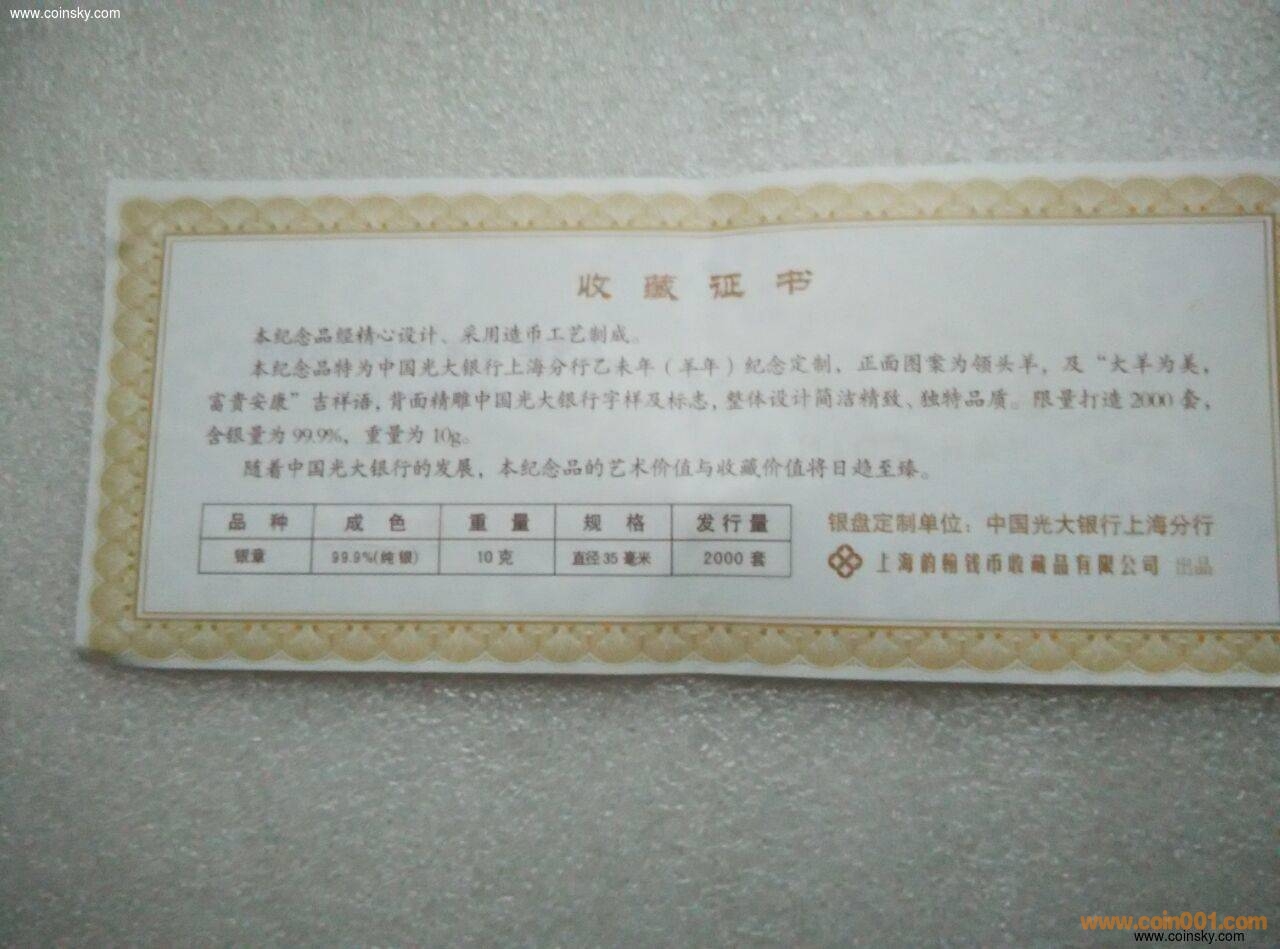 www.coinsky.com
收藏证书
本纪念品经精心设计、采用造币工艺制成。
本纪念品特为中国光大银行上海分行乙未年(羊年)纪念定制，正面图案为领头羊，及“大羊为美，
富贵安康”吉祥语，背面精雕中国光大银行字样及标志，整体设计简洁精致、独特品质。限量打造2000套，
含银量为99.9%，重量为10g。
随着中国光大银行的发展，本纪念品的艺术价值与收藏价值将日趋至臻。
品种 成色 重量 规格 发行量
银章 99.9%(纯银) 10克 直径35毫米 2000套
银盘定制单位：中国光大银行上海分行
上海韵翰钱币收藏品有限公司 出品
www.coin001.com
www.coinsky.com